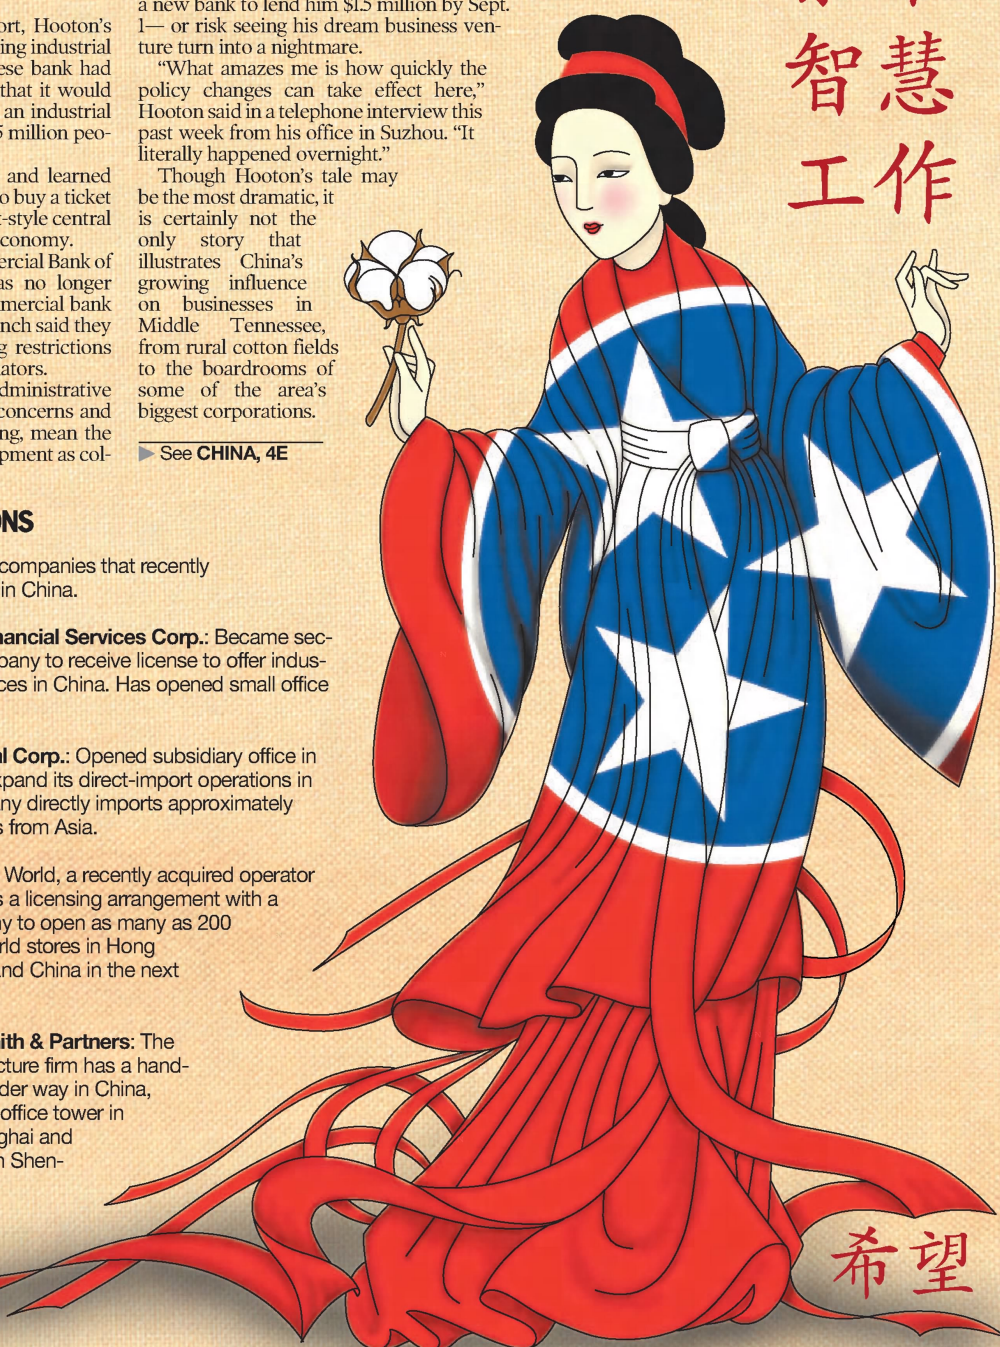 ort, Hooton's
ing industrial
ese bank had
that it would
an industrial
5 million peo-
and learned
o buy a ticket
t-style central
conomy.
ercial Bank of
as no longer
mmercial bank
nch said they
g restrictions
lators.
dministrative
concerns and
ng, mean the
pment as col-
a new bank to lend him $1.5 million by Sept.
1— or risk seeing his dream business ven-
ture turn into a nightmare.
“What amazes me is how quickly the
policy changes can take effect here,”
Hooton said in a telephone interview this
past week from his office in Suzhou. “It
literally happened overnight.”
Though Hooton's tale may
be the most dramatic, it
is certainly not the
only story that
illustrates China's
growing influence
on businesses in
Middle Tennessee,
from rural cotton fields
to the boardrooms of
some of the area's
biggest corporations.
See CHINA, 4E
ONS
companies that recently
in China.
nancial Services Corp.: Became sec-
pany to receive license to offer indus-
ces in China. Has opened small office
l Corp.: Opened subsidiary office in
xpand its direct-import operations in
any directly imports approximately
s from Asia.
World, a recently acquired operator
s a licensing arrangement with a
ny to open as many as 200
rld stores in Hong
nd China in the next
ith & Partners: The
cture firm has a hand-
der way in China,
office tower in
ghai and
n Shen-
智慧
工作
希望